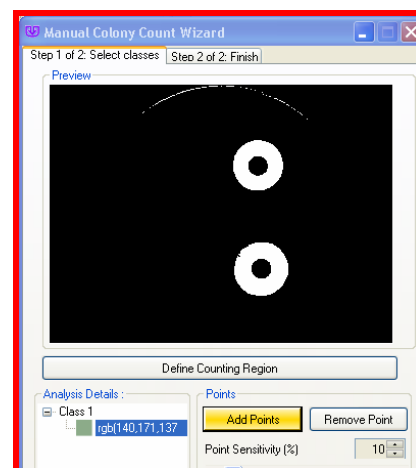 Manual Colony Count Wizard
Step 1 of 2: Select classes Step 2 of 2: Finish
Preview
Define Counting Region
Analysis Details : Points
Class 1 Add Points Remove Point
rgb(140,171,137
Point Sensitivity (%) 10